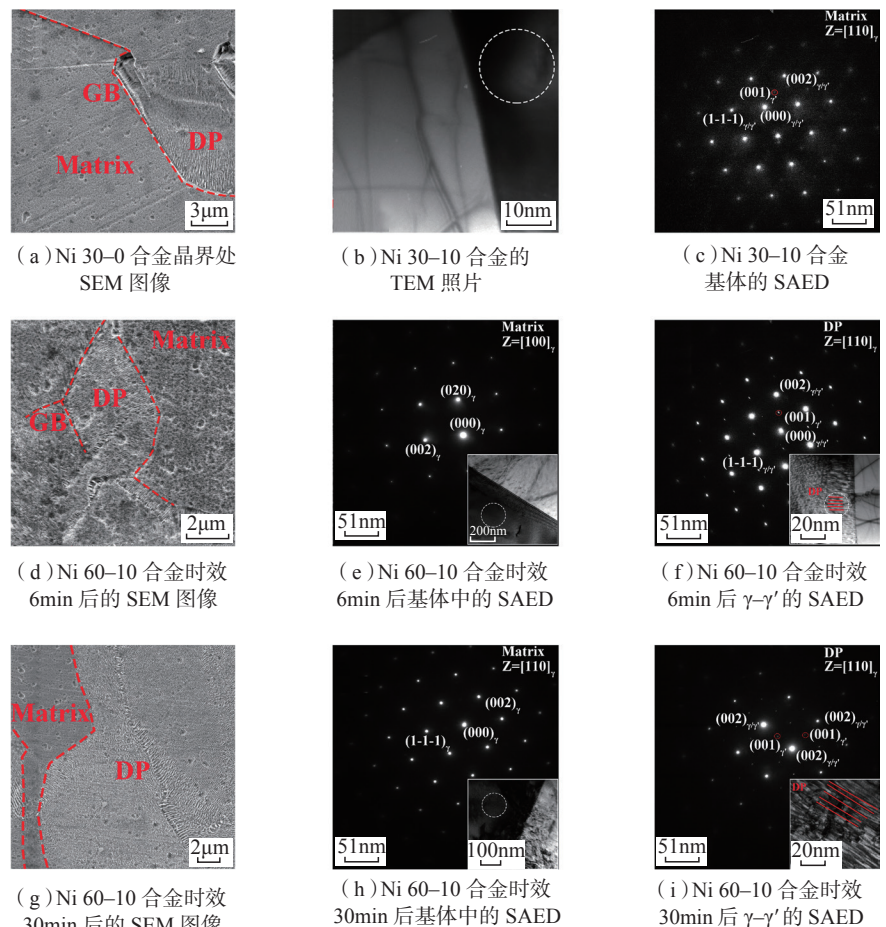 GB
DP
Matrix
3μm
10nm
Matrix
Z=[110]γ
(002)γ/γ′
(001)γ′
(1-1-1)γ/γ′
(000)γ/γ′
51nm
(a)Ni 30–0 合金晶界处
SEM 图像
(b)Ni 30–10 合金的
TEM 照片
(c)Ni 30–10 合金
基体的 SAED
Matrix
DP
GB
2μm
Matrix
Z=[100]γ
(020)γ
(000)γ
(002)γ
51nm
200nm
DP
Z=[110]γ
(002)γ/γ′
(001)γ′
(000)γ/γ′
(1-1-1)γ/γ′
DP
51nm
20nm
(d)Ni 60–10 合金时效
6min 后的 SEM 图像
(e)Ni 60–10 合金时效
6min 后基体中的 SAED
(f)Ni 60–10 合金时效
6min 后 γ–γ′的 SAED
Matrix
DP
2μm
Matrix
Z=[110]γ
(002)γ
(000)γ
(1-1-1)γ
51nm
100nm
DP
Z=[110]γ
(002)γ/γ′
(002)γ/γ′
(001)γ′
(001)γ′
(002)γ/γ′
DP
51nm
20nm
(g)Ni 60–10 合金时效
30min 后的 SEM 图像
(h)Ni 60–10 合金时效
30min 后基体中的 SAED
(i)Ni 60–10 合金时效
30min 后 γ–γ′的 SAED